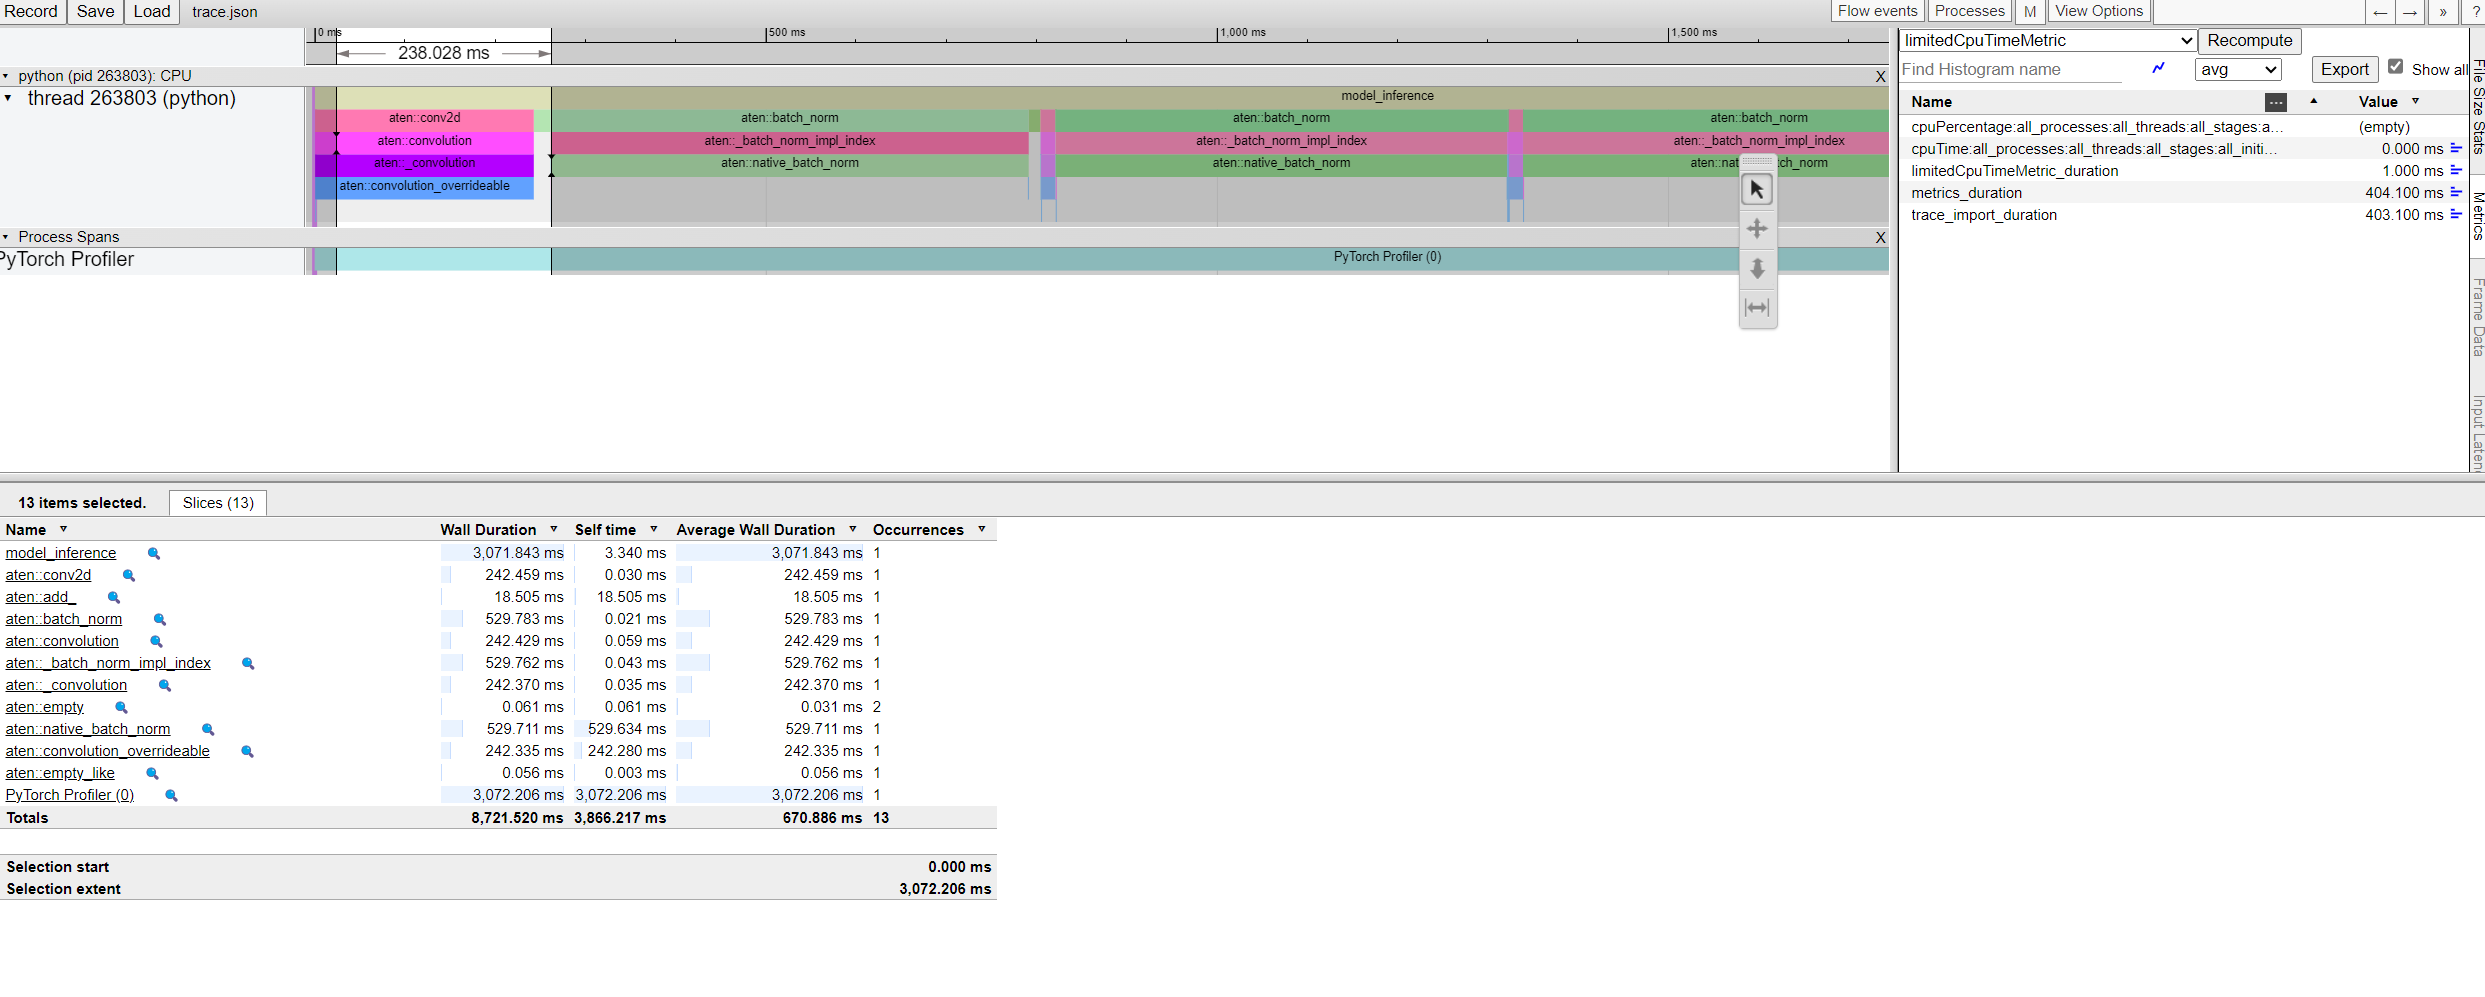 Record Save Load trace.json Flow events Processes M View Options ← → » ?
0 ms 500 ms 1,000 ms 1,500 ms
238.028 ms
python (pid 263803): CPU X
thread 263803 (python)
model_inference
aten::conv2d aten::batch_norm aten::batch_norm aten::batch_norm
aten::convolution aten::_batch_norm_impl_index aten::_batch_norm_impl_index aten::_batch_norm_impl_index
aten::_convolution aten::native_batch_norm aten::native_batch_norm
aten::convolution_overrideable
Process Spans X
PyTorch Profiler PyTorch Profiler (0)
limitedCpuTimeMetric Recompute
Find Histogram name avg Export Show all
Name ... Value
cpuPercentage:all_processes:all_threads:all_stages:a... (empty)
cpuTime:all_processes:all_threads:all_stages:all_initi... 0.000 ms
limitedCpuTimeMetric_duration 1.000 ms
metrics_duration 404.100 ms
trace_import_duration 403.100 ms
File Size Stats
Metrics
Frame Data
Input Laten
13 items selected. Slices (13)
Name Wall Duration Self time Average Wall Duration Occurrences
model_inference 3,071.843 ms 3.340 ms 3,071.843 ms 1
aten::conv2d 242.459 ms 0.030 ms 242.459 ms 1
aten::add_ 18.505 ms 18.505 ms 18.505 ms 1
aten::batch_norm 529.783 ms 0.021 ms 529.783 ms 1
aten::convolution 242.429 ms 0.059 ms 242.429 ms 1
aten::_batch_norm_impl_index 529.762 ms 0.043 ms 529.762 ms 1
aten::_convolution 242.370 ms 0.035 ms 242.370 ms 1
aten::empty 0.061 ms 0.061 ms 0.031 ms 2
aten::native_batch_norm 529.711 ms 529.634 ms 529.711 ms 1
aten::convolution_overrideable 242.335 ms 242.280 ms 242.335 ms 1
aten::empty_like 0.056 ms 0.003 ms 0.056 ms 1
PyTorch Profiler (0) 3,072.206 ms 3,072.206 ms 3,072.206 ms 1
Totals 8,721.520 ms 3,866.217 ms 670.886 ms 13
Selection start 0.000 ms
Selection extent 3,072.206 ms